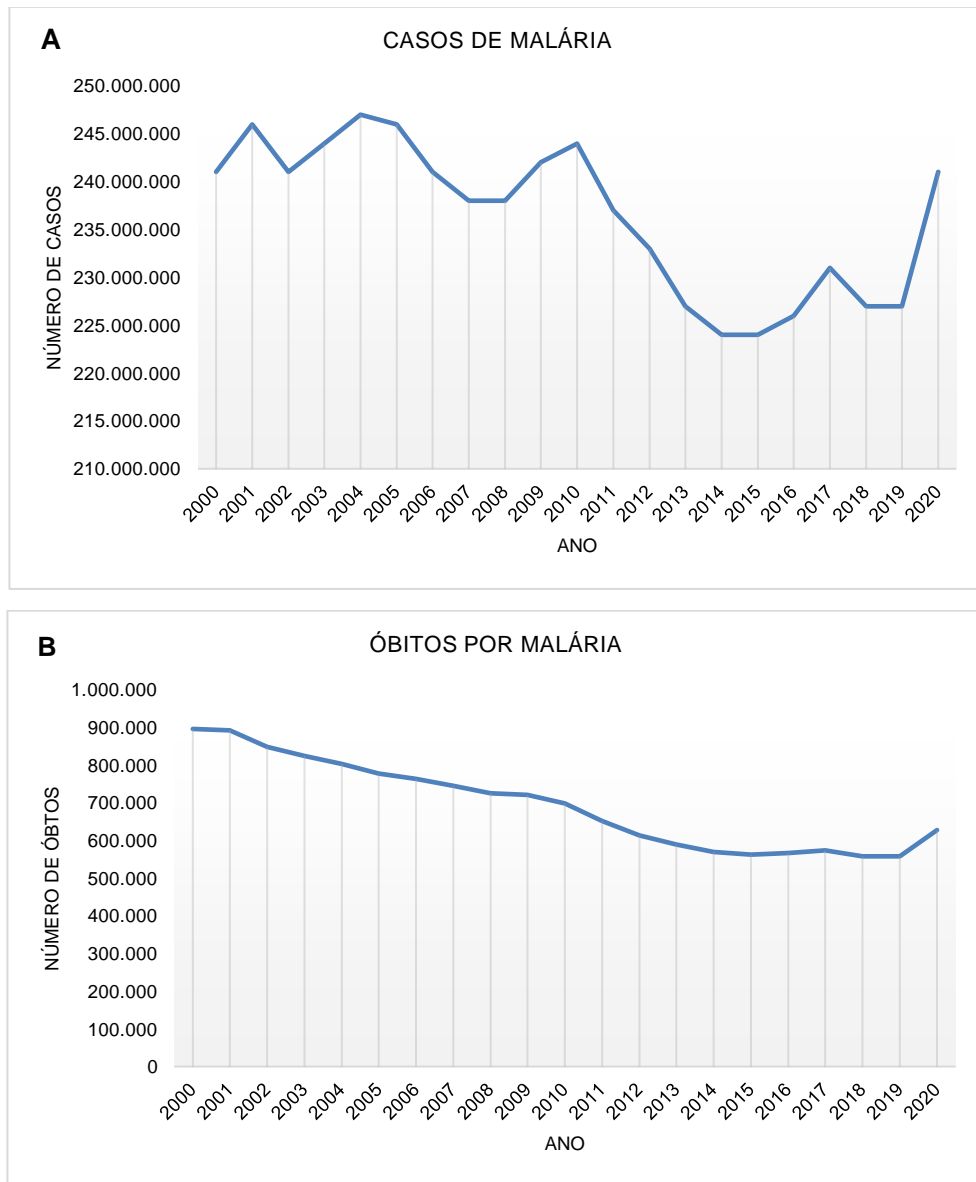 A
CASOS DE MALÁRIA
250.000.000
245.000.000
240.000.000
235.000.000
230.000.000
225.000.000
220.000.000
215.000.000
210.000.000
NÚMERO DE CASOS
2000 2001 2002 2003 2004 2005 2006 2007 2008 2009 2010 2011 2012 2013 2014 2015 2016 2017 2018 2019 2020
ANO
B
ÓBITOS POR MALÁRIA
1.000.000
900.000
800.000
700.000
600.000
500.000
400.000
300.000
200.000
100.000
0
NÚMERO DE ÓBTOS
2000 2001 2002 2003 2004 2005 2006 2007 2008 2009 2010 2011 2012 2013 2014 2015 2016 2017 2018 2019 2020
ANO